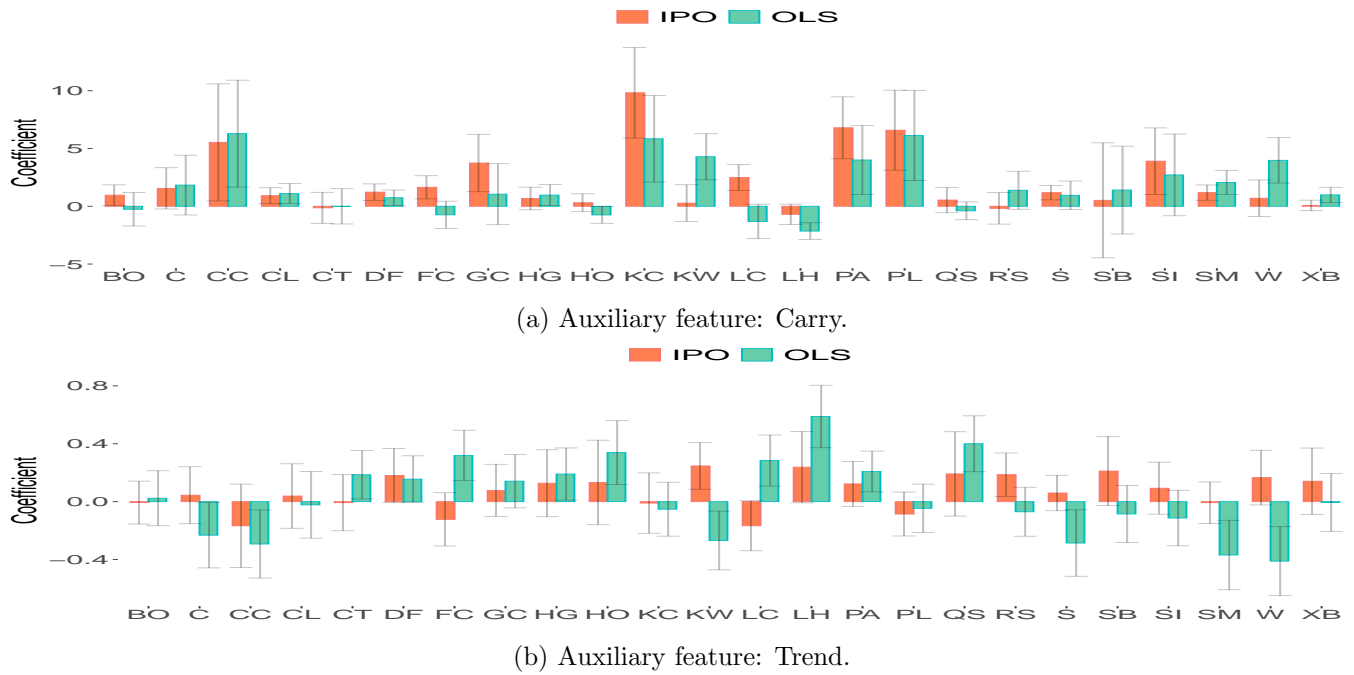 IPO OLS
Coefficient
10
5
0
−5
BO C CC CL CT DF FC GC HG HO KC KW LC LH PA PL QS RS S SB SI SM W XB
(a) Auxiliary feature: Carry.
IPO OLS
Coefficient
0.8
0.4
0.0
−0.4
BO C CC CL CT DF FC GC HG HO KC KW LC LH PA PL QS RS S SB SI SM W XB
(b) Auxiliary feature: Trend.